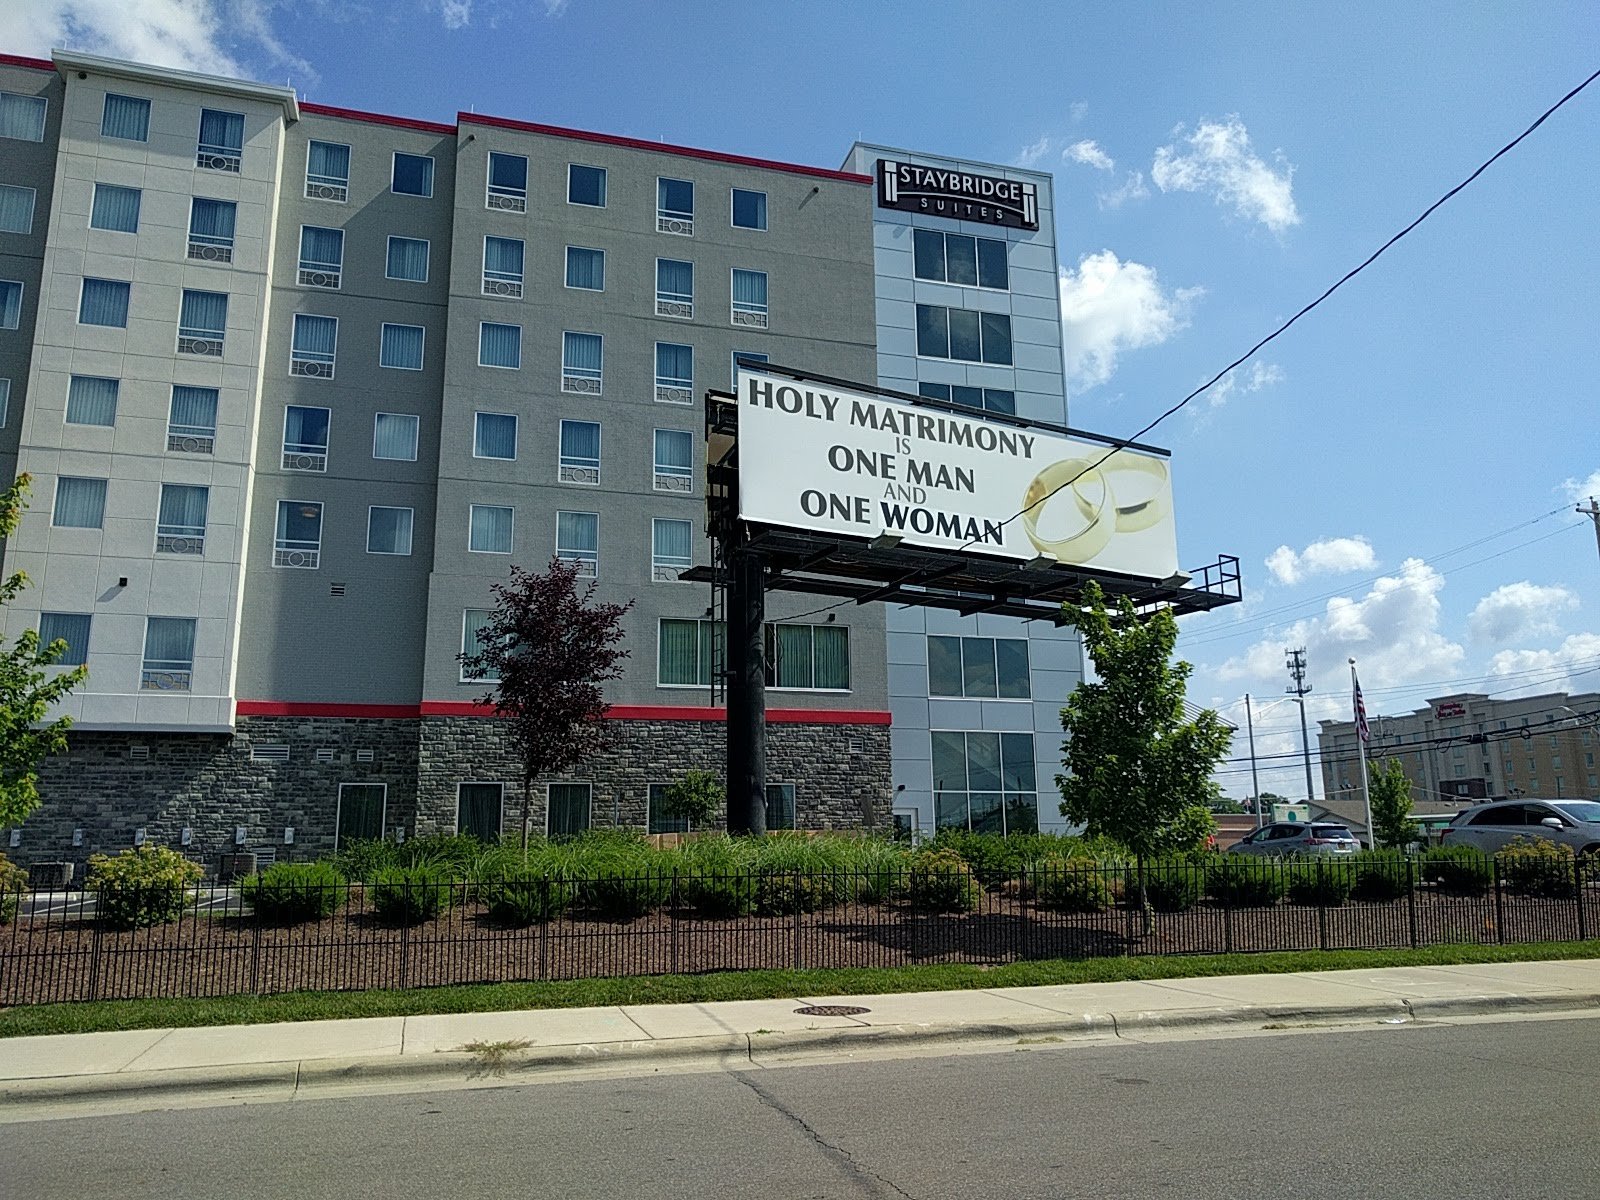 STAYBRIDGE
SUITES
HOLY MATRIMONY
IS
ONE MAN
AND
ONE WOMAN